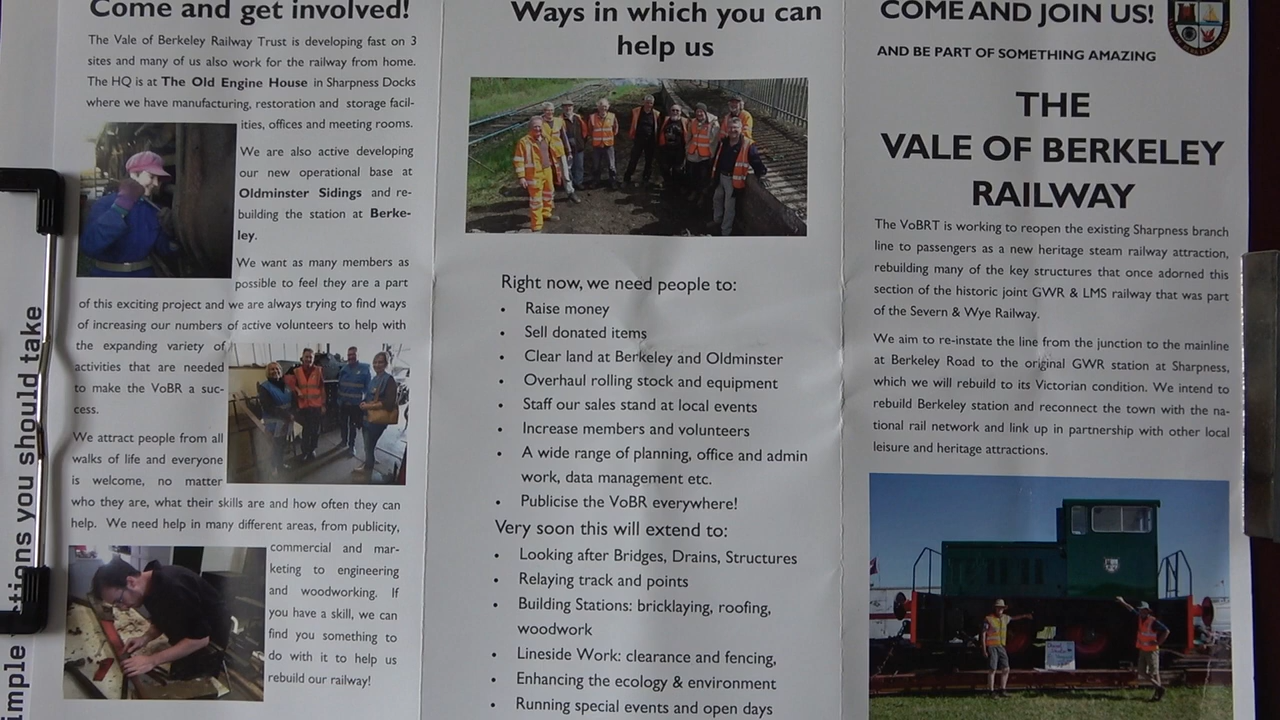 Come and get involved!
The Vale of Berkeley Railway Trust is developing fast on 3
sites and many of us also work for the railway from home.
The HQ is at The Old Engine House in Sharpness Docks
where we have manufacturing, restoration and storage facil-
ities, offices and meeting rooms.
We are also active developing
our new operational base at
Oldminster Sidings and re-
building the station at Berke-
ley.
We want as many members as
possible to feel they are a part
of this exciting project and we are always trying to find ways
of increasing our numbers of active volunteers to help with
the expanding variety of
activities that are needed
to make the VoBR a suc-
cess.
We attract people from all
walks of life and everyone
is welcome, no matter
who they are, what their skills are and how often they can
help. We need help in many different areas, from publicity,
commercial and mar-
keting to engineering
and woodworking. If
you have a skill, we can
find you something to
do with it to help us
rebuild our railway!
Ways in which you can
help us
Right now, we need people to:
• Raise money
• Sell donated items
• Clear land at Berkeley and Oldminster
• Overhaul rolling stock and equipment
• Staff our sales stand at local events
• Increase members and volunteers
• A wide range of planning, office and admin
work, data management etc.
• Publicise the VoBR everywhere!
Very soon this will extend to:
• Looking after Bridges, Drains, Structures
• Relaying track and points
• Building Stations: bricklaying, roofing,
woodwork
• Lineside Work: clearance and fencing,
• Enhancing the ecology & environment
• Running special events and open days
COME AND JOIN US!
AND BE PART OF SOMETHING AMAZING
THE
VALE OF BERKELEY
RAILWAY
The VoBRT is working to reopen the existing Sharpness branch
line to passengers as a new heritage steam railway attraction,
rebuilding many of the key structures that once adorned this
section of the historic joint GWR & LMS railway that was part
of the Severn & Wye Railway.
We aim to re-instate the line from the junction to the mainline
at Berkeley Road to the original GWR station at Sharpness,
which we will rebuild to its Victorian condition. We intend to
rebuild Berkeley station and reconnect the town with the na-
tional rail network and link up in partnership with other local
leisure and heritage attractions.
imple ctions you should take